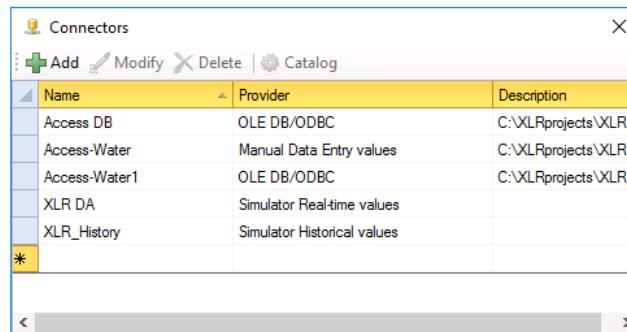 Connectors
Add Modify Delete Catalog
Name Provider Description
Access DB OLE DB/ODBC C:\XLRprojects\XLR
Access-Water Manual Data Entry values C:\XLRprojects\XLR
Access-Water1 OLE DB/ODBC C:\XLRprojects\XLR
XLR DA Simulator Real-time values
XLR_History Simulator Historical values